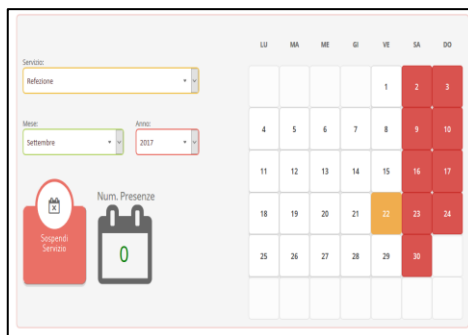 Servizio:
Refezione
Mese:
Anno:
Settembre
2017
Sospendi
Servizio
Num. Presenze
0
LU MA ME GI VE SA DO
1 2 3
4 5 6 7 8 9 10
11 12 13 14 15 16 17
18 19 20 21 22 23 24
25 26 27 28 29 30